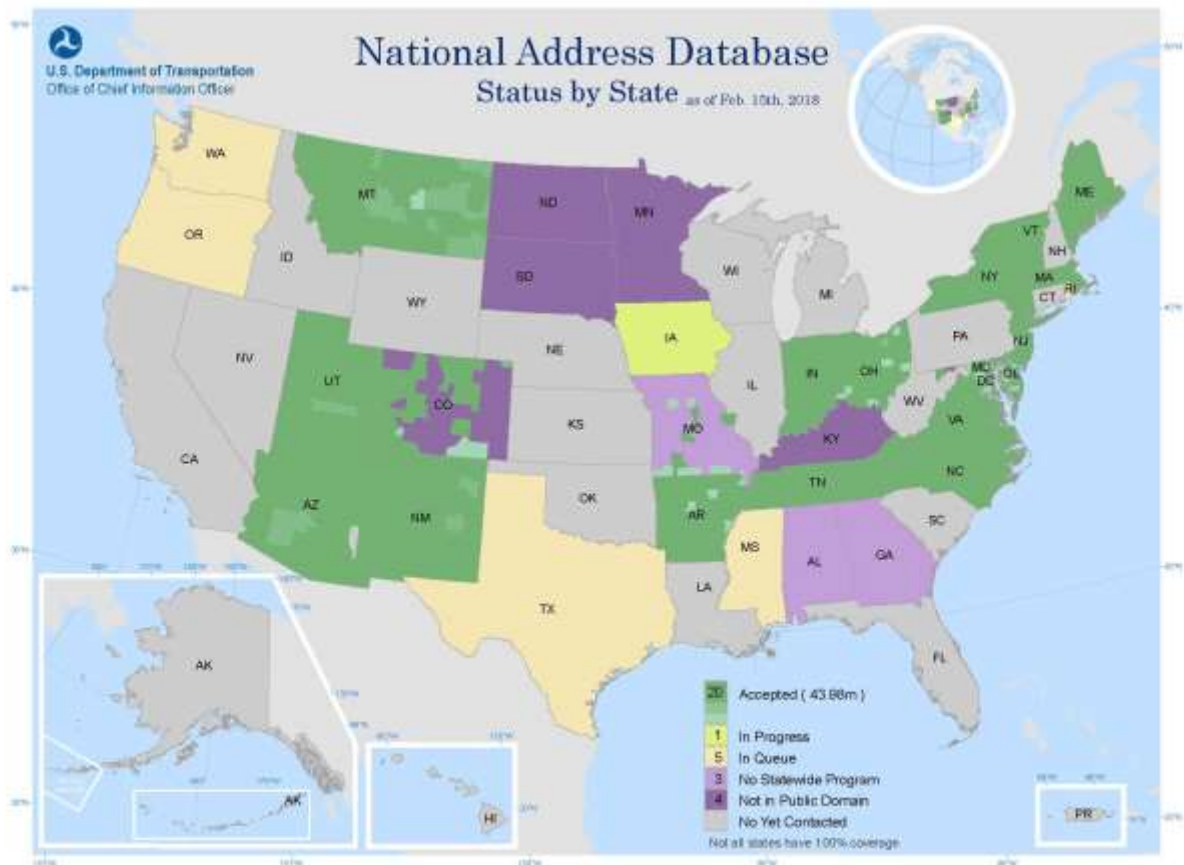 National Address Database
Status by State as of Feb. 15th, 2018
U.S. Department of Transportation
Office of Chief Information Officer
WA
MT
ND
MN
ME
OR
ID
SD
WI
VT
NH
WY
MI
NY
MA
CT
RI
IA
PA
NE
NV
NJ
UT
IL
IN
OH
MD
DE
DC
CO
WV
KS
MO
KY
VA
CA
NC
TN
AZ
NM
OK
AR
SC
MS
AL
GA
LA
TX
FL
AK
AK
HI
PR
20 Accepted ( 43.98m )
1 In Progress
5 In Queue
3 No Statewide Program
4 Not in Public Domain
No Yet Contacted
Not all states have 100% coverage